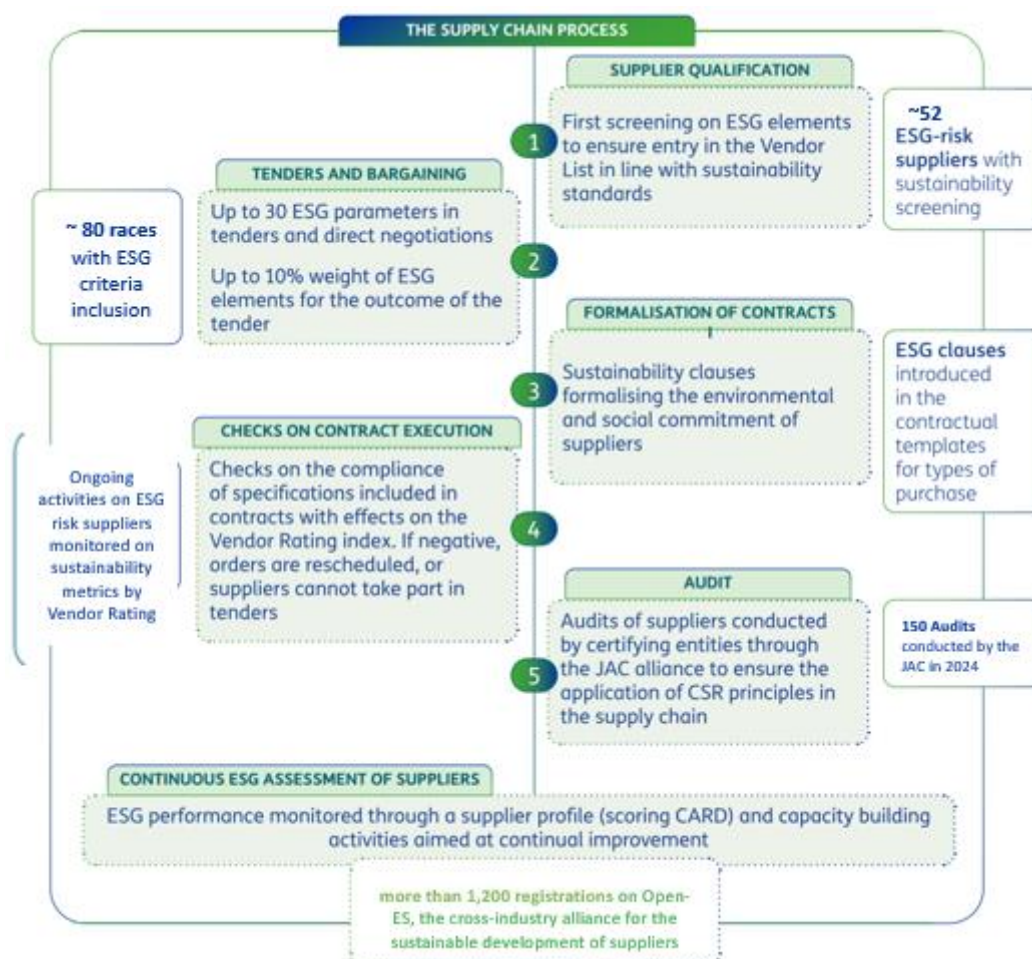 THE SUPPLY CHAIN PROCESS
SUPPLIER QUALIFICATION
1
First screening on ESG elements
to ensure entry in the Vendor
List in line with sustainability
standards
~52
ESG-risk
suppliers with
sustainability
screening
TENDERS AND BARGAINING
~ 80 races
with ESG
criteria
inclusion
Up to 30 ESG parameters in
tenders and direct negotiations
Up to 10% weight of ESG
elements for the outcome of the
tender
2
FORMALISATION OF CONTRACTS
3
Sustainability clauses
formalising the environmental
and social commitment of
suppliers
ESG clauses
introduced
in the
contractual
templates
for types of
purchase
CHECKS ON CONTRACT EXECUTION
Ongoing
activities on ESG
risk suppliers
monitored on
sustainability
metrics by
Vendor Rating
Checks on the compliance
of specifications included in
contracts with effects on the
Vendor Rating index. If negative,
orders are rescheduled, or
suppliers cannot take part in
tenders
4
AUDIT
5
Audits of suppliers conducted
by certifying entities through
the JAC alliance to ensure the
application of CSR principles in
the supply chain
150 Audits
conducted by the
JAC in 2024
CONTINUOUS ESG ASSESSMENT OF SUPPLIERS
ESG performance monitored through a supplier profile (scoring CARD) and capacity building
activities aimed at continual improvement
more than 1,200 registrations on Open-
ES, the cross-industry alliance for the
sustainable development of suppliers